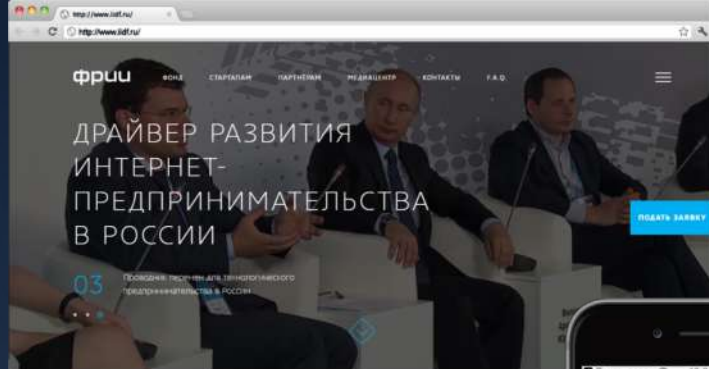 http://www.iidf.ru/
http://www.iidf.ru/
фрии
ФОНД СТАРТАПАМ ПАРТНЕРАМ МЕДИАЦЕНТР КОНТАКТЫ F.A.Q.
ДРАЙВЕР РАЗВИТИЯ
ИНТЕРНЕТ-
ПРЕДПРИНИМАТЕЛЬСТВА
В РОССИИ
ПОДАТЬ ЗАЯВКУ
03
Проводник перемен для технологического
предпринимательства в России